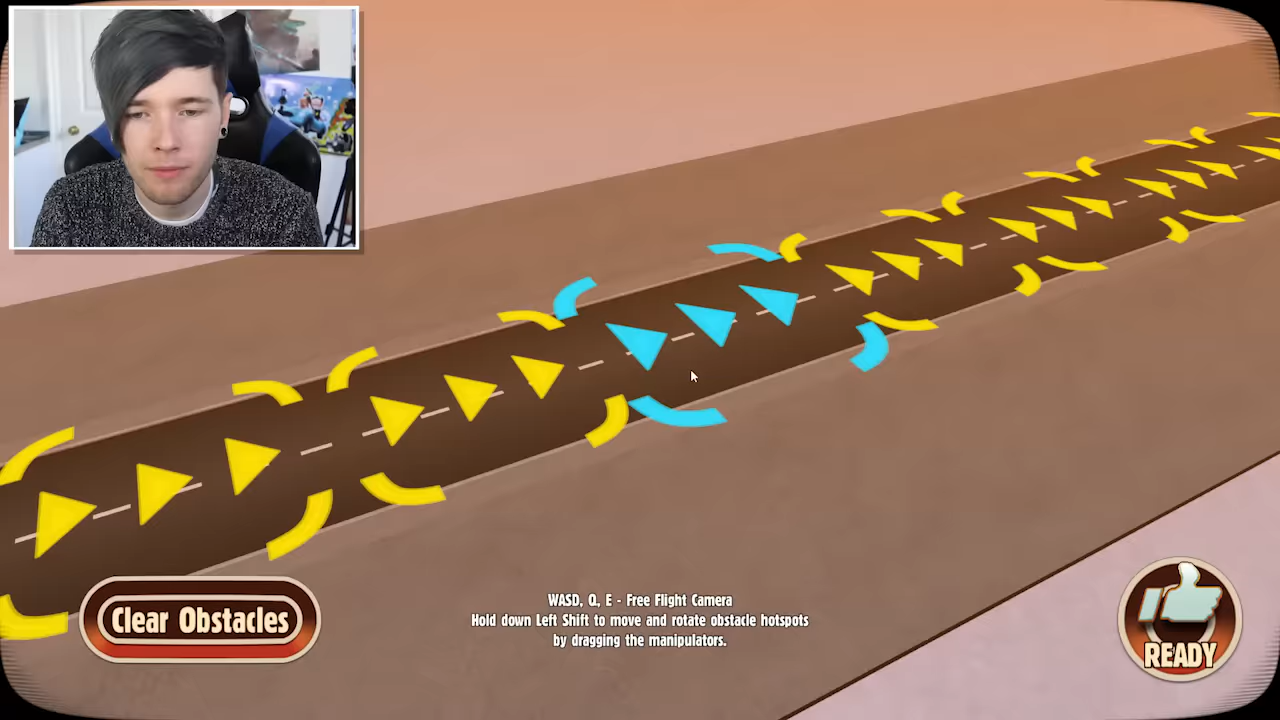 WASD, Q, E - Free Flight Camera
Hold down Left Shift to move and rotate obstacle hotspots
by dragging the manipulators.
Clear Obstacles
READY